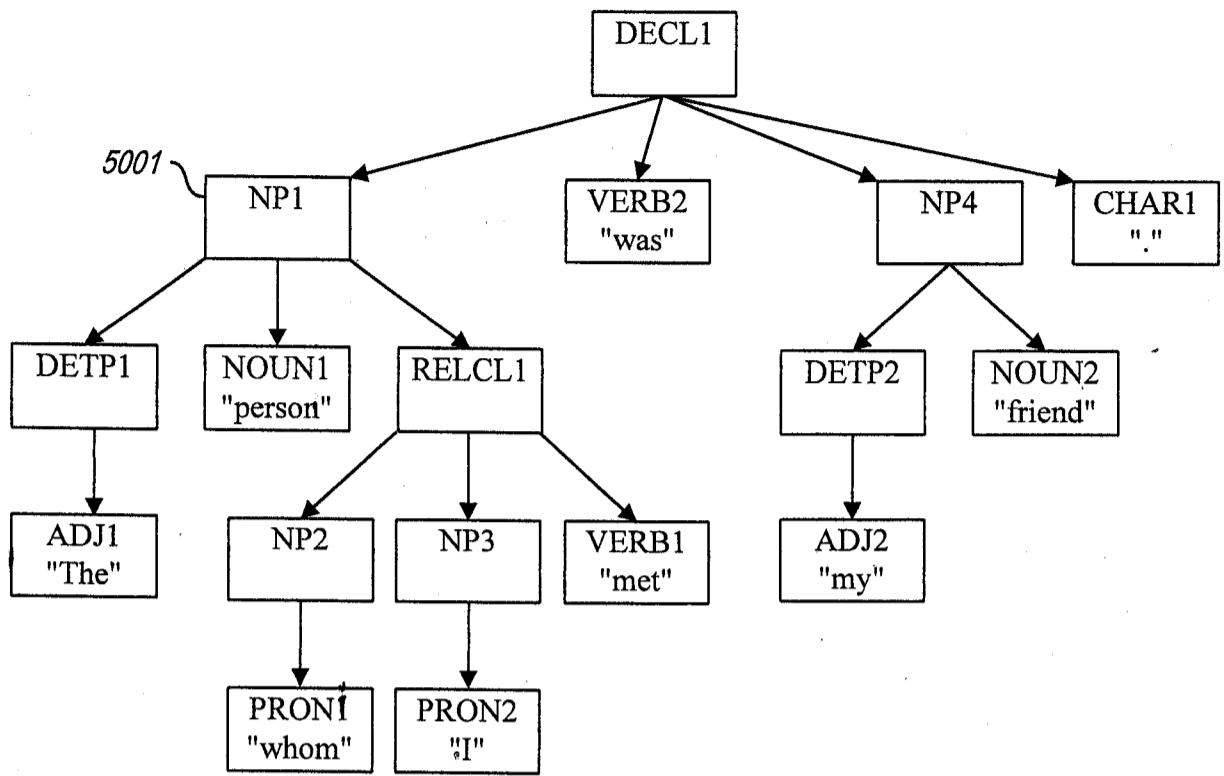 DECL1
5001
NP1
VERB2
"was"
NP4
CHAR1
"."
DETP1
NOUN1
"person"
RELCL1
DETP2
NOUN2
"friend"
ADJ1
"The"
NP2
NP3
VERB1
"met"
ADJ2
"my"
PRON1
"whom"
PRON2
"I"